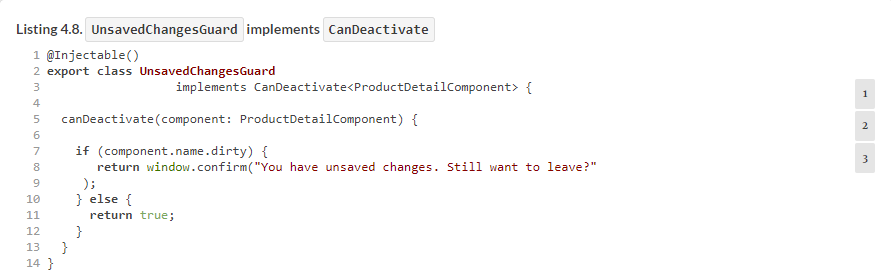 Listing 4.8. UnsavedChangesGuard implements CanDeactivate
1 @Injectable()
2 export class UnsavedChangesGuard
3                  implements CanDeactivate<ProductDetailComponent> {
4
5  canDeactivate(component: ProductDetailComponent) {
6
7    if (component.name.dirty) {
8       return window.confirm("You have unsaved changes. Still want to leave?"
9     );
10    } else {
11      return true;
12    }
13  }
14 }
1
2
3